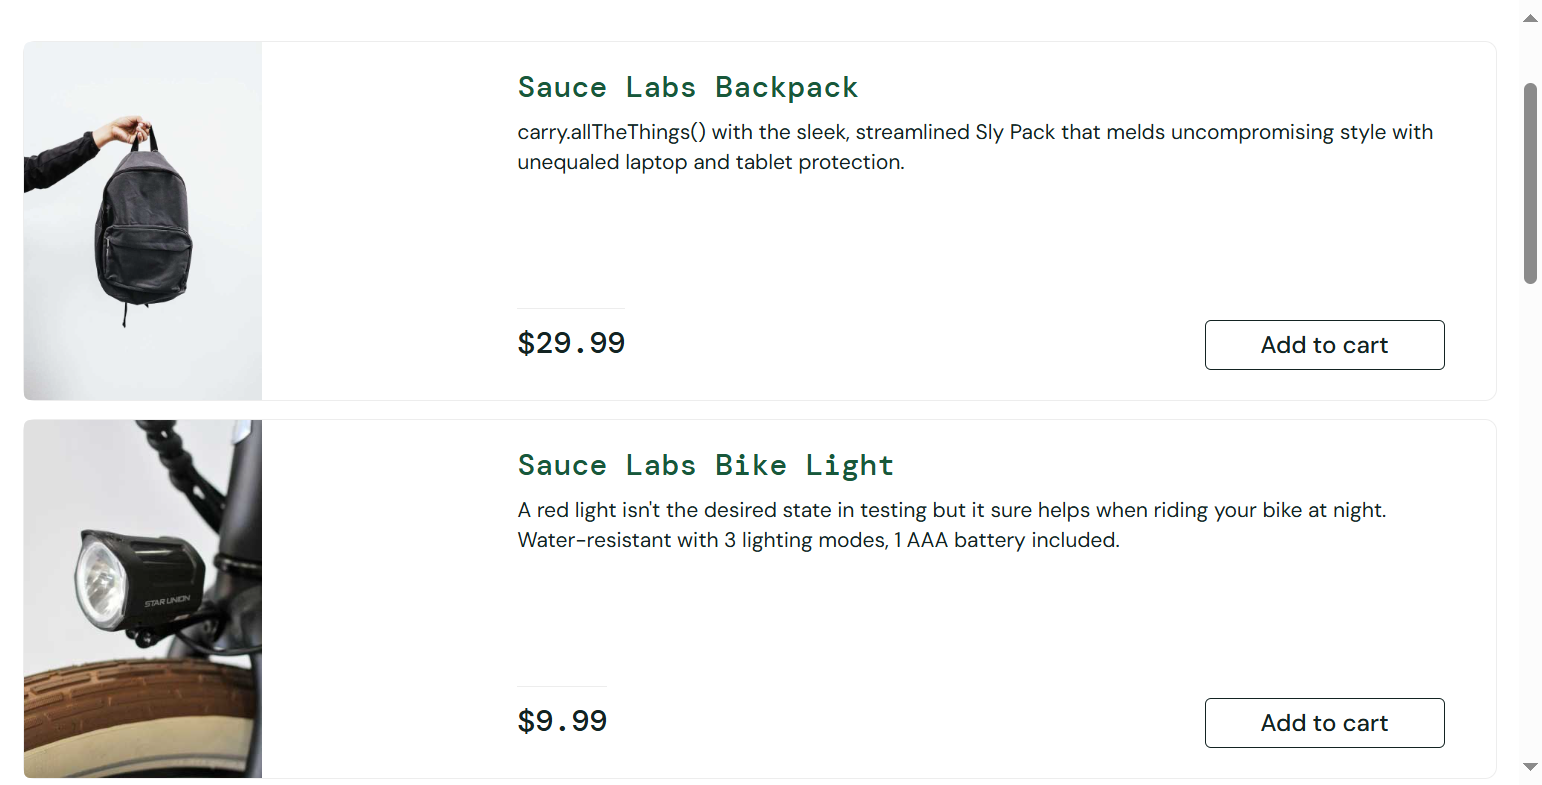 Sauce Labs Backpack
carry.allTheThings() with the sleek, streamlined Sly Pack that melds uncompromising style with
unequaled laptop and tablet protection.
$29.99
Add to cart
Sauce Labs Bike Light
A red light isn't the desired state in testing but it sure helps when riding your bike at night.
Water-resistant with 3 lighting modes, 1 AAA battery included.
STAR UNION
$9.99
Add to cart